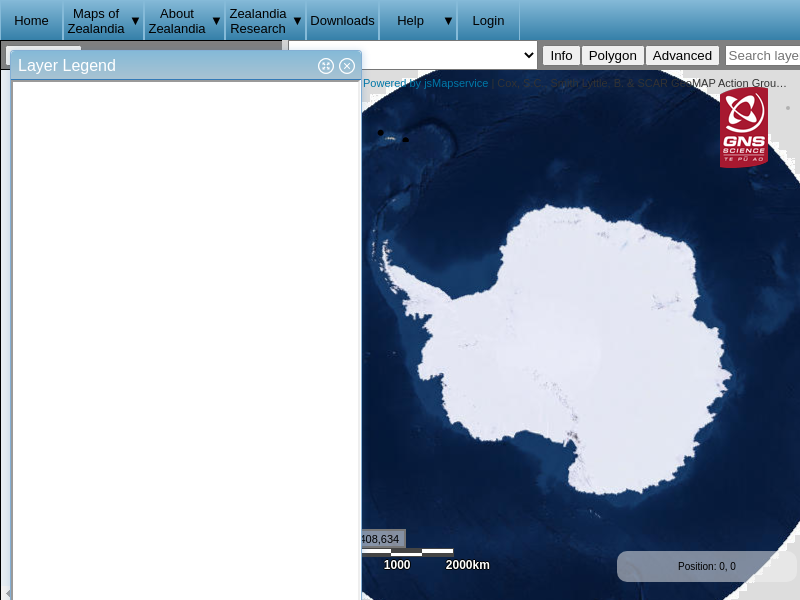 Home
Maps of
Zealandia ▼
About
Zealandia ▼
Zealandia
Research ▼
Downloads
Help ▼
Login
Info
Polygon
Advanced
Search laye
Layer Legend
Powered by jsMapservice | Cox, S.C., Smith Lyttle, B. & SCAR GeoMAP Action Grou…
GNS
SCIENCE
TE PŪ AO
408,634
1000
2000km
Position: 0, 0